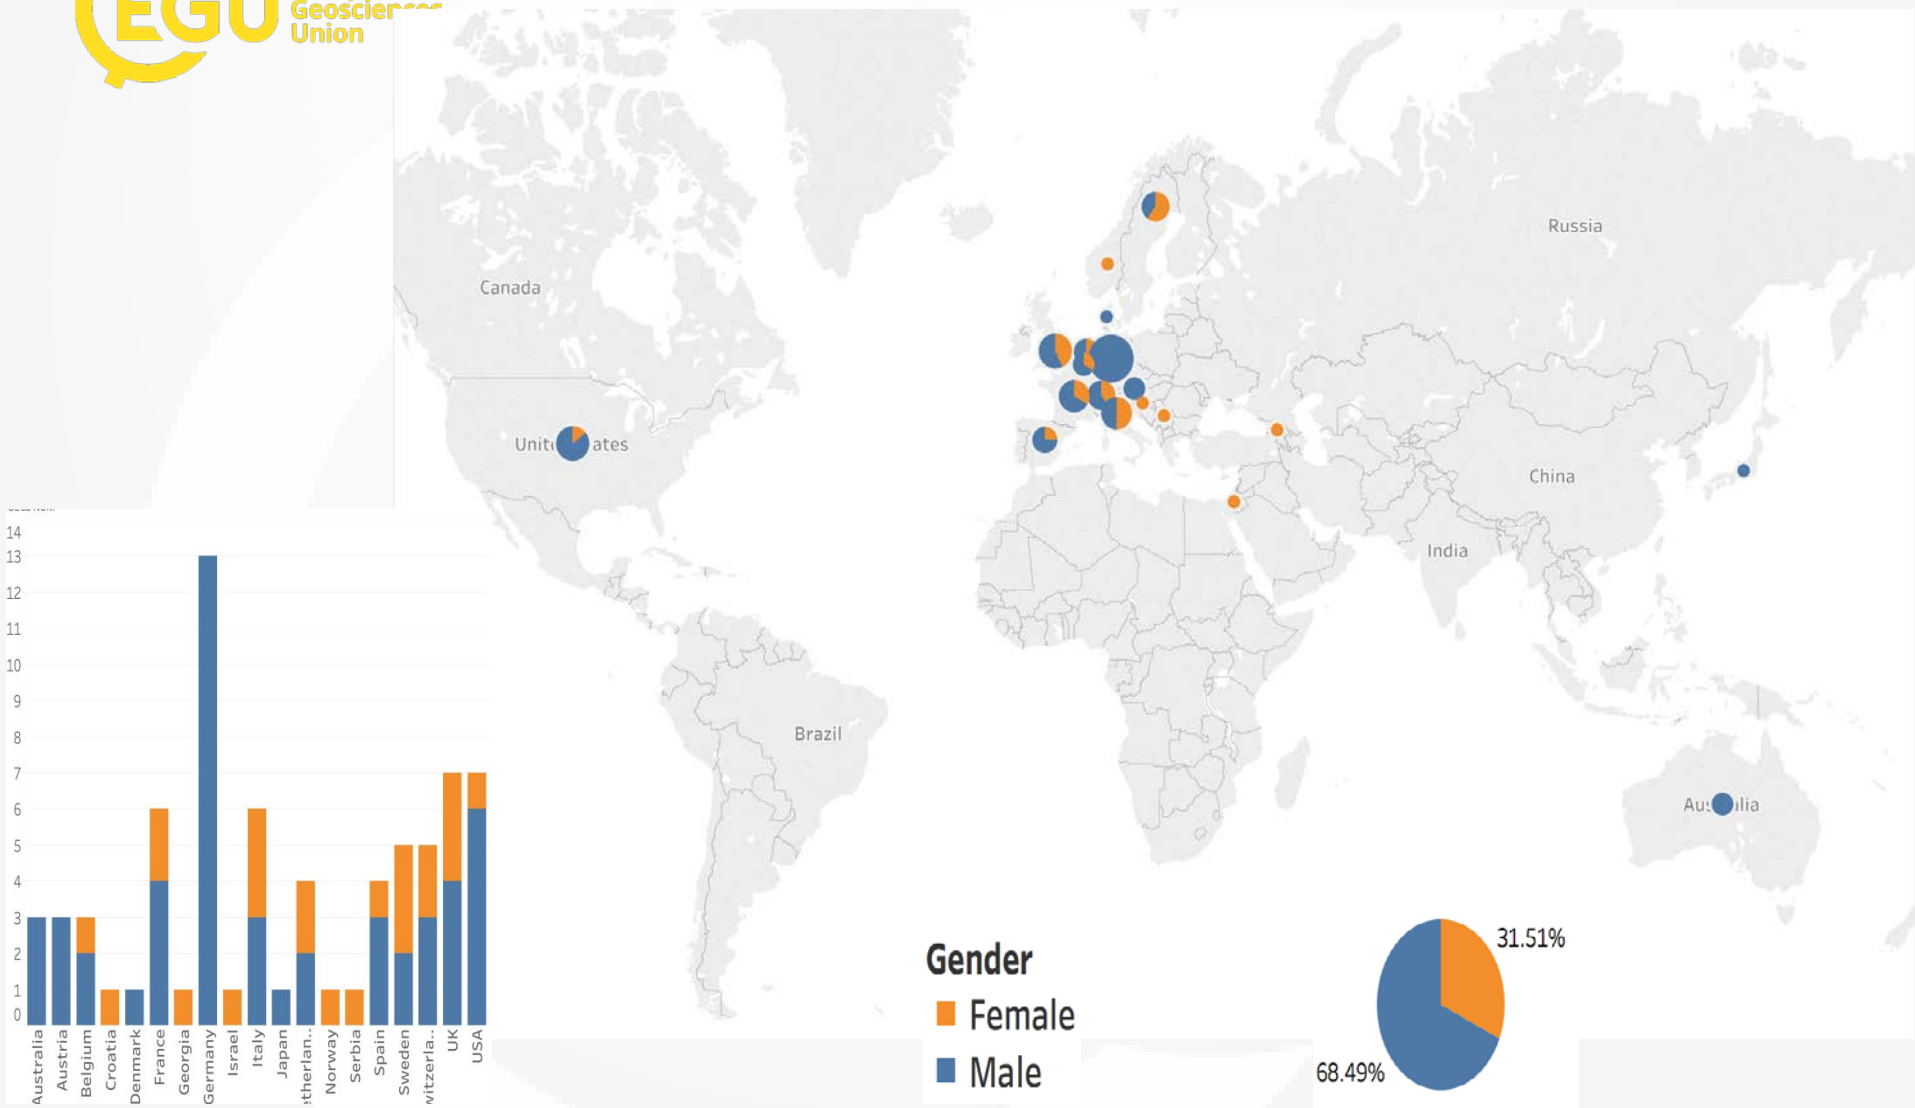 EGU
Geosciences
Union
Russia
Canada
Unit ates
China
India
Brazil
Aus lia
14
13
12
11
10
9
8
7
6
5
4
3
2
1
0
Australia
Austria
Belgium
Croatia
Denmark
France
Georgia
Germany
Israel
Italy
Japan
etherlan..
Norway
Serbia
Spain
Sweden
witzerla..
UK
USA
Gender
Female
Male
31.51%
68.49%